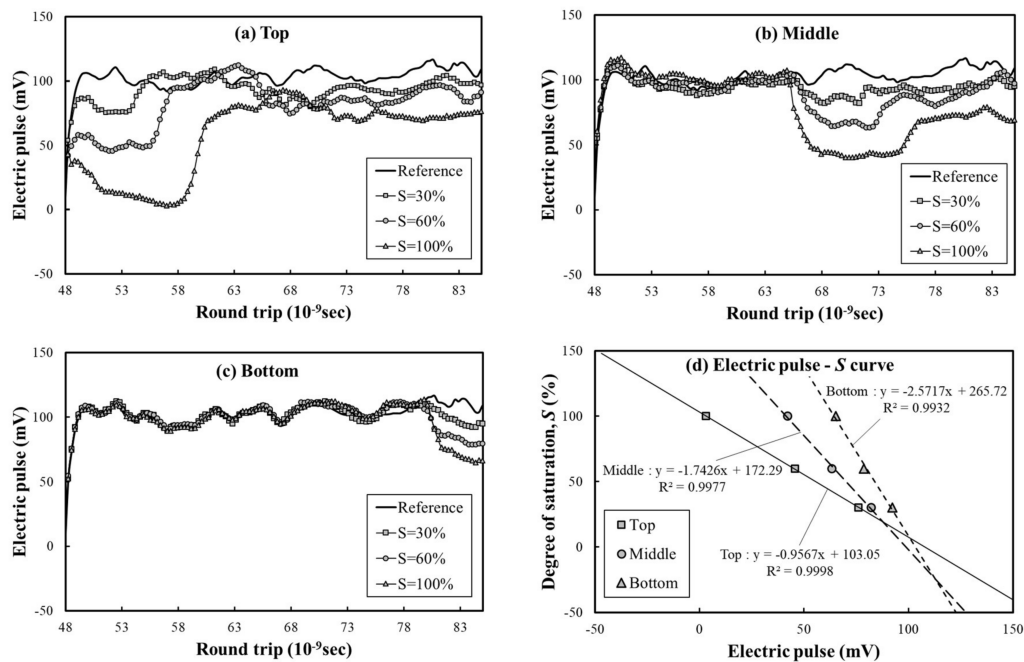 (a) Top
Electric pulse (mV)
150
100
50
0
-50
Reference
S=30%
S=60%
S=100%
48 53 58 63 68 73 78 83
Round trip (10⁻⁹sec)
(b) Middle
Electric pulse (mV)
150
100
50
0
-50
Reference
S=30%
S=60%
S=100%
48 53 58 63 68 73 78 83
Round trip (10⁻⁹sec)
(c) Bottom
Electric pulse (mV)
150
100
50
0
-50
Reference
S=30%
S=60%
S=100%
48 53 58 63 68 73 78 83
Round trip (10⁻⁹sec)
(d) Electric pulse - S curve
Degree of saturation, S (%)
150
100
50
0
-50
Bottom : y = -2.5717x + 265.72
R² = 0.9932
Middle : y = -1.7426x + 172.29
R² = 0.9977
Top : y = -0.9567x + 103.05
R² = 0.9998
Top
Middle
Bottom
-50 0 50 100 150
Electric pulse (mV)